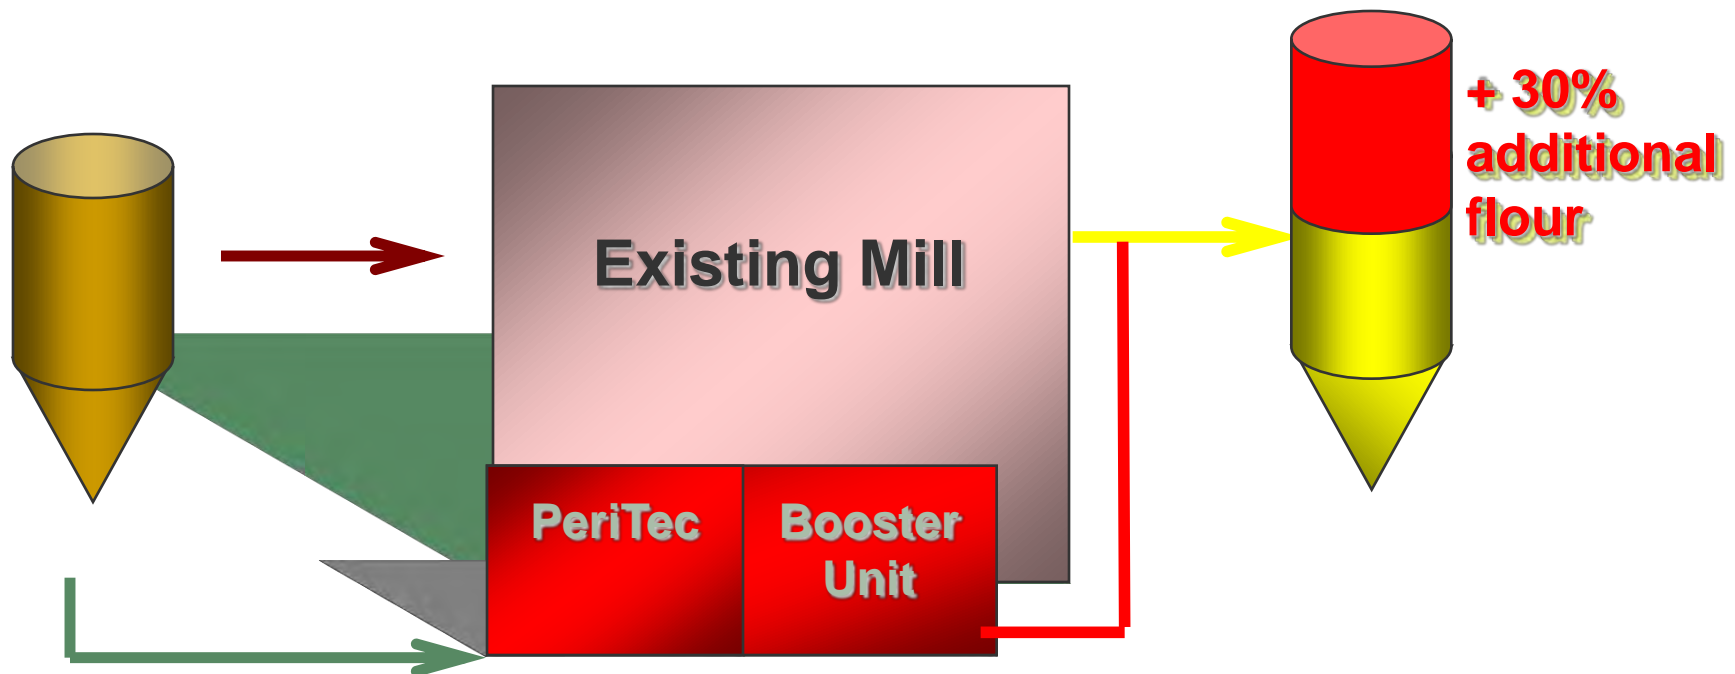 + 30%
additional
flour
Existing Mill
PeriTec
Booster
Unit